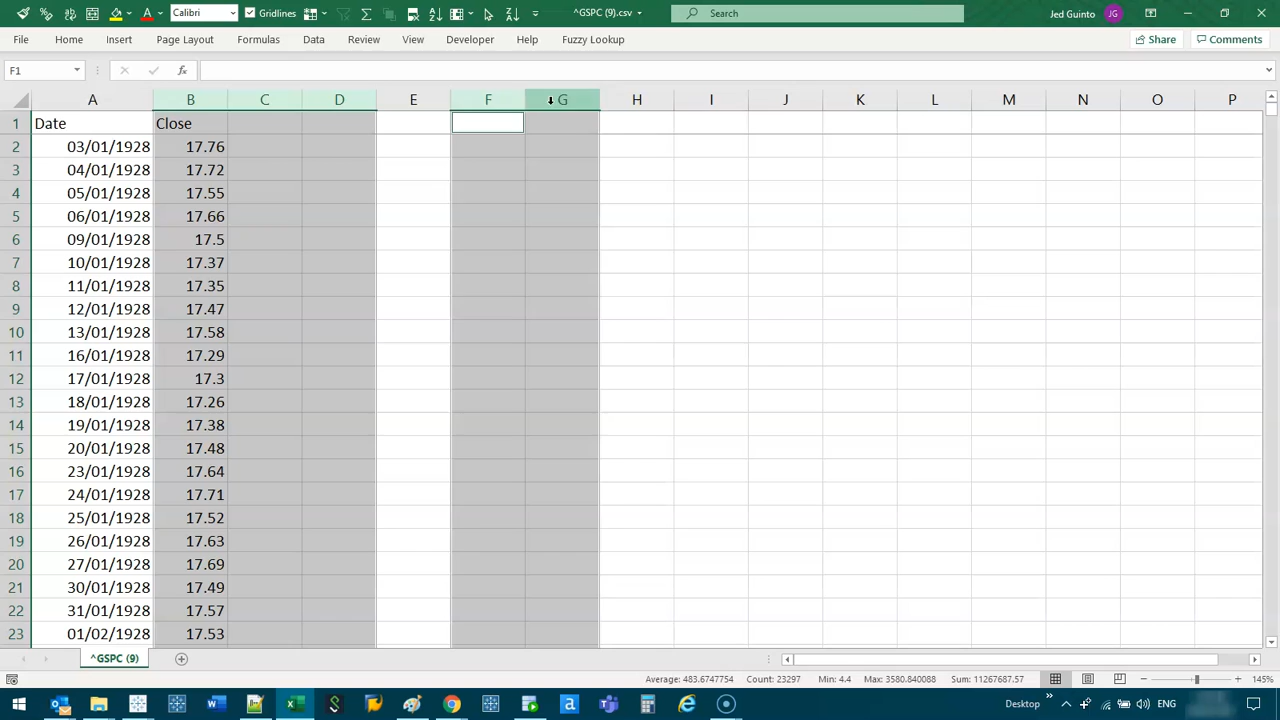 Calibri Gridlines ^GSPC (9).csv Search Jed Guinto JG
File Home Insert Page Layout Formulas Data Review View Developer Help Fuzzy Lookup Share Comments
F1 fx
A B C D E F G H I J K L M N O P
1 Date Close
2 03/01/1928 17.76
3 04/01/1928 17.72
4 05/01/1928 17.55
5 06/01/1928 17.66
6 09/01/1928 17.5
7 10/01/1928 17.37
8 11/01/1928 17.35
9 12/01/1928 17.47
10 13/01/1928 17.58
11 16/01/1928 17.29
12 17/01/1928 17.3
13 18/01/1928 17.26
14 19/01/1928 17.38
15 20/01/1928 17.48
16 23/01/1928 17.64
17 24/01/1928 17.71
18 25/01/1928 17.52
19 26/01/1928 17.63
20 27/01/1928 17.69
21 30/01/1928 17.49
22 31/01/1928 17.57
23 01/02/1928 17.53
^GSPC (9)
Average: 483.6747754 Count: 23297 Min: 4.4 Max: 3580.840088 Sum: 11267687.57 145%
Desktop ENG